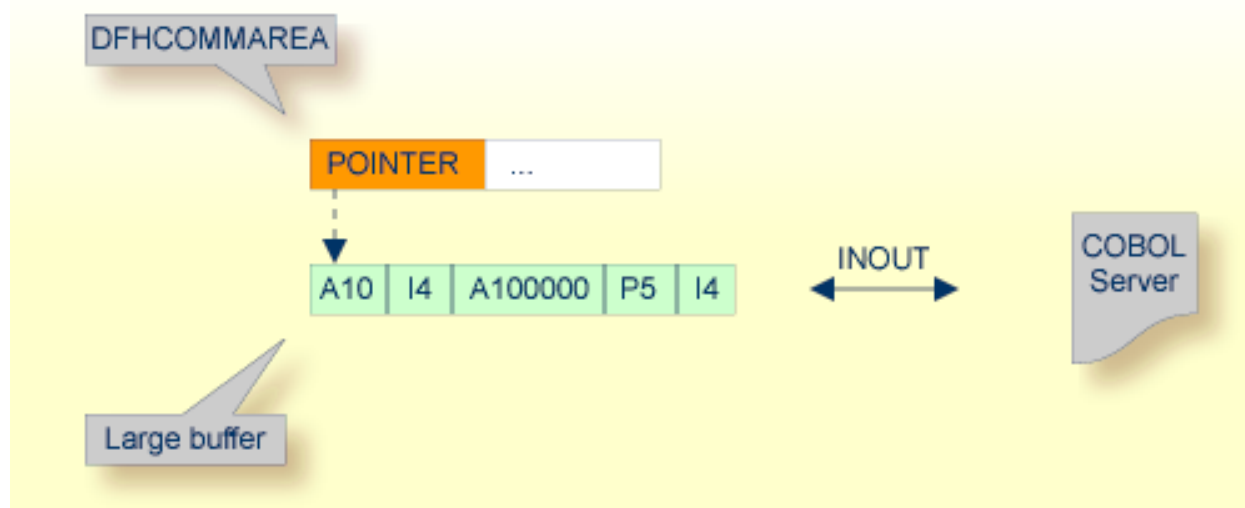 DFHCOMMAREA
POINTER ...
A10 I4 A100000 P5 I4
INOUT
COBOL
Server
Large buffer